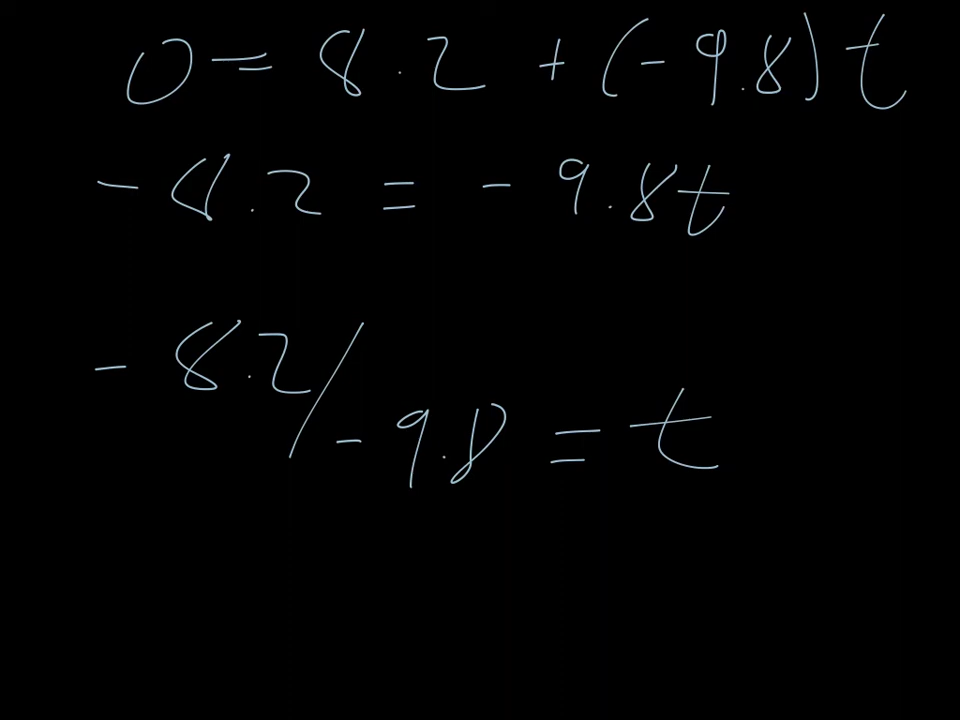 0 = 8.2 + (-9.8)t
-8.2 = -9.8t
-8.2/-9.8 = t